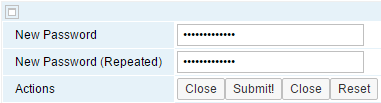 New Password •••••••••••••
New Password (Repeated) •••••••••••••
Actions Close Submit! Close Reset